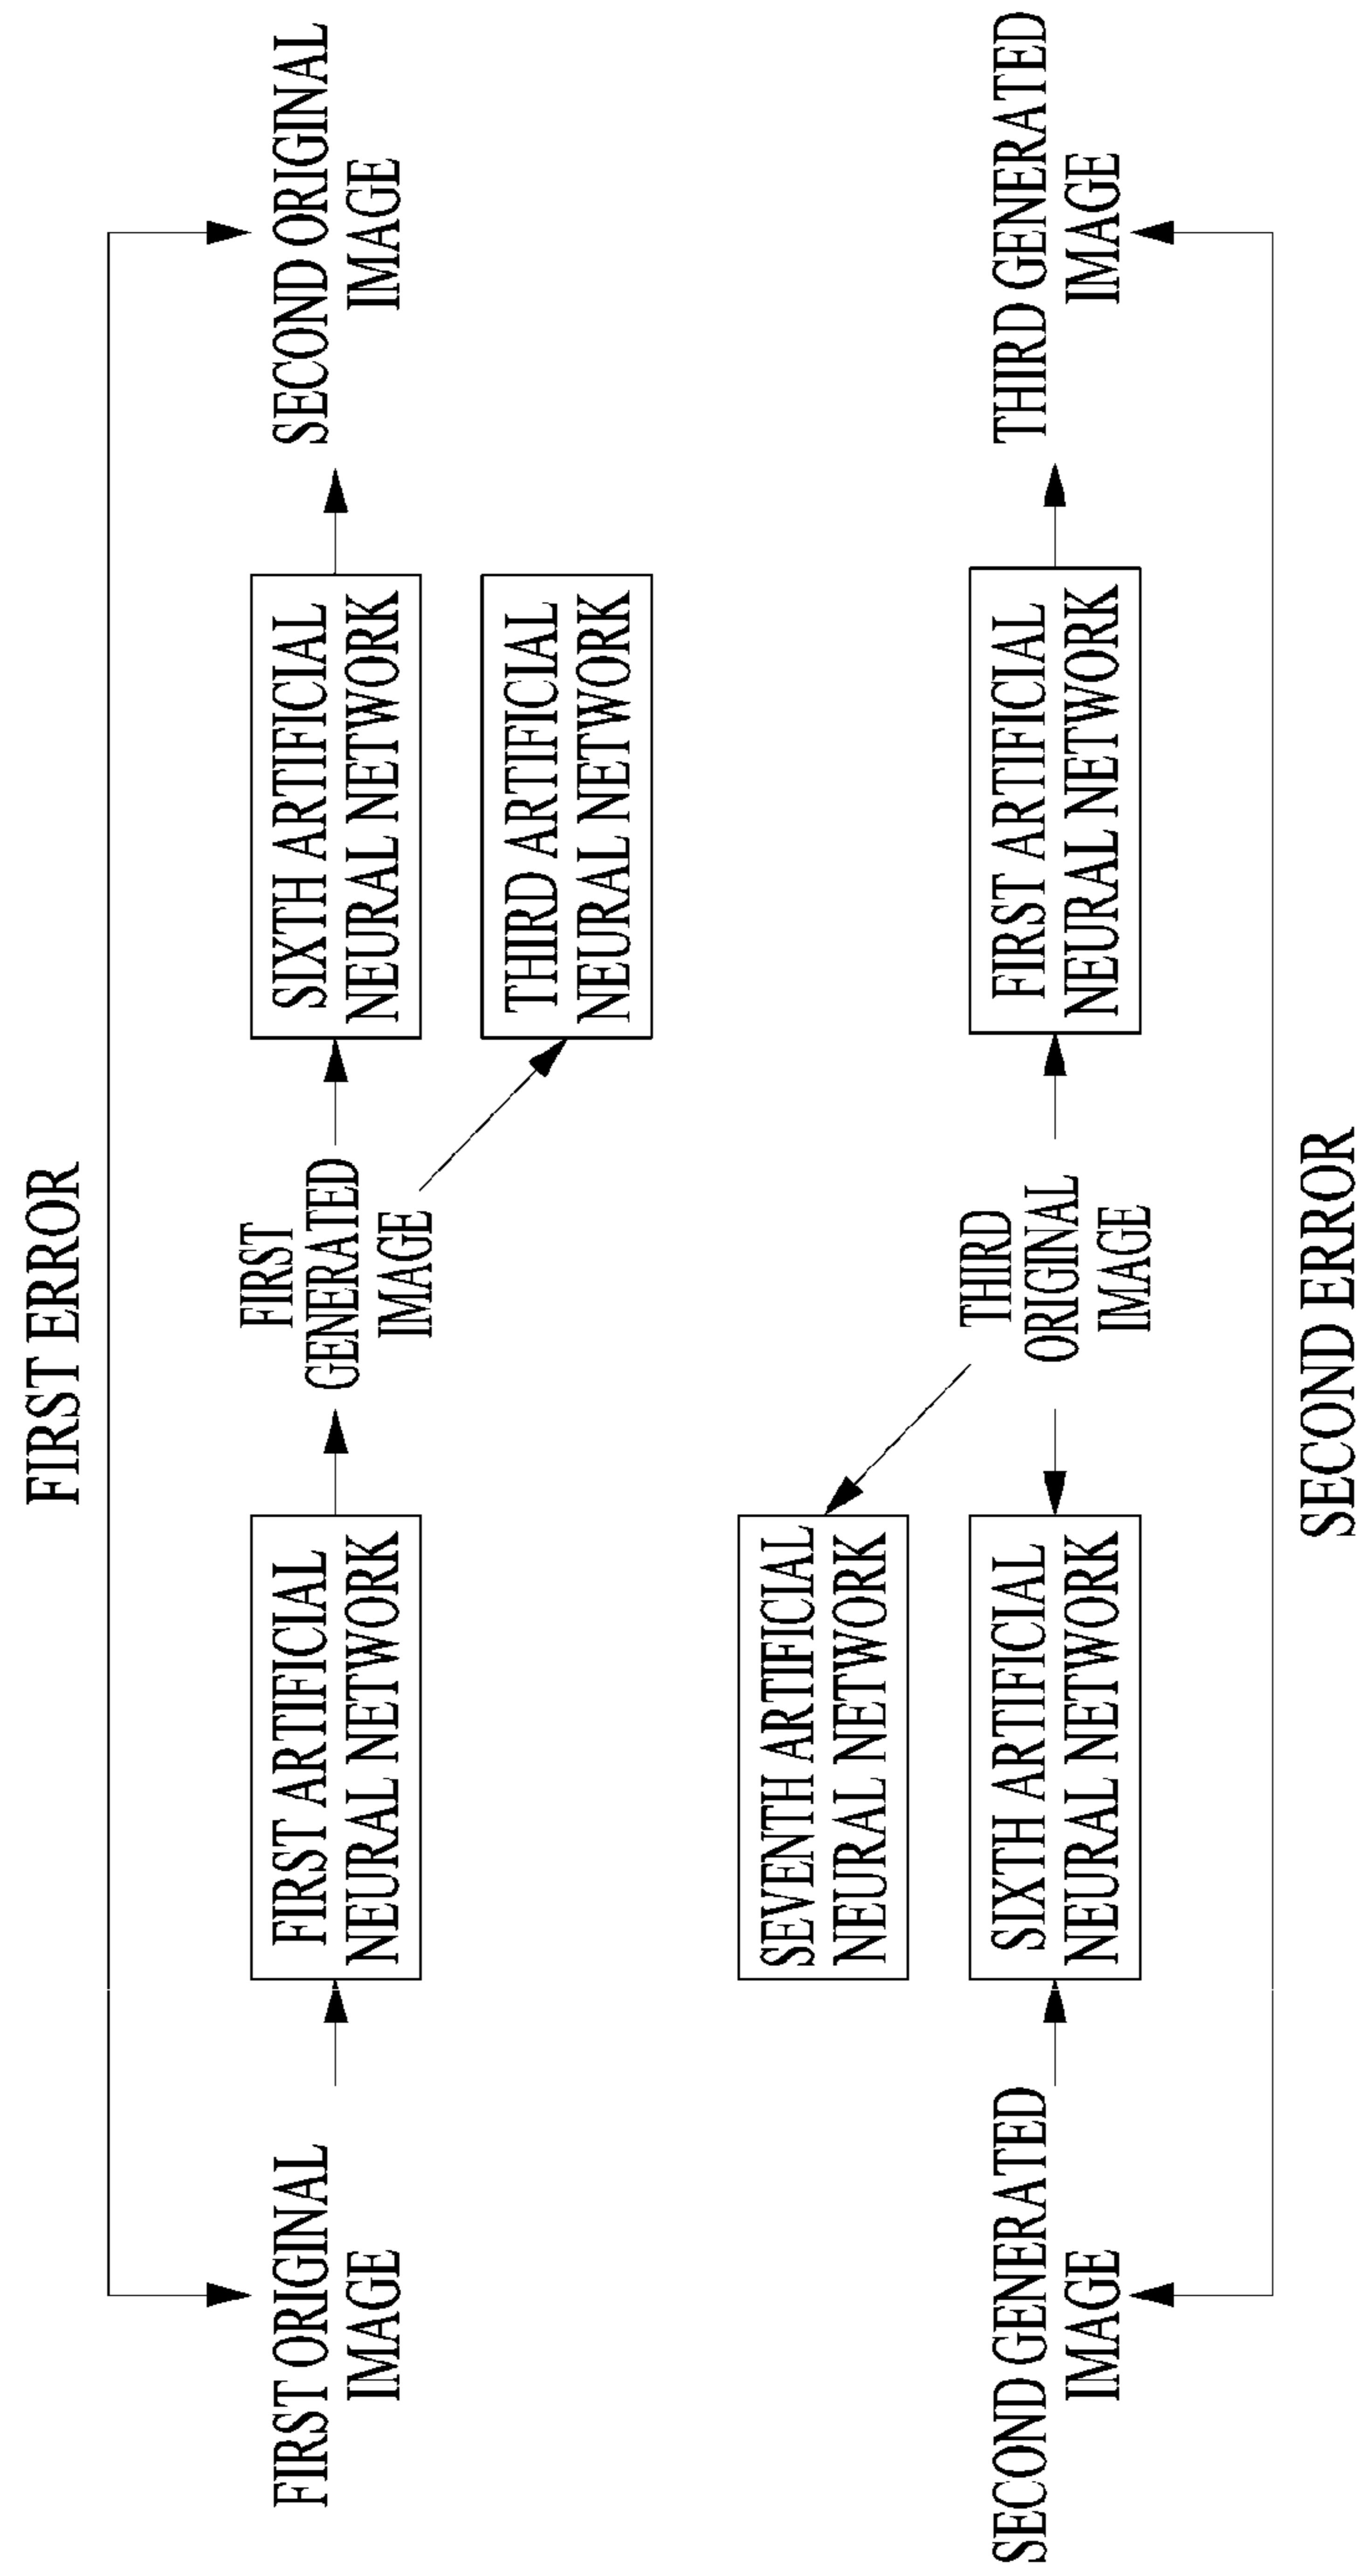 FIRST ERROR
FIRST ORIGINAL
IMAGE
FIRST ARTIFICIAL
NEURAL NETWORK
FIRST
GENERATED
IMAGE
SIXTH ARTIFICIAL
NEURAL NETWORK
SECOND ORIGINAL
IMAGE
THIRD ARTIFICIAL
NEURAL NETWORK
SEVENTH ARTIFICIAL
NEURAL NETWORK
SECOND GENERATED
IMAGE
SIXTH ARTIFICIAL
NEURAL NETWORK
THIRD
ORIGINAL
IMAGE
FIRST ARTIFICIAL
NEURAL NETWORK
THIRD GENERATED
IMAGE
SECOND ERROR